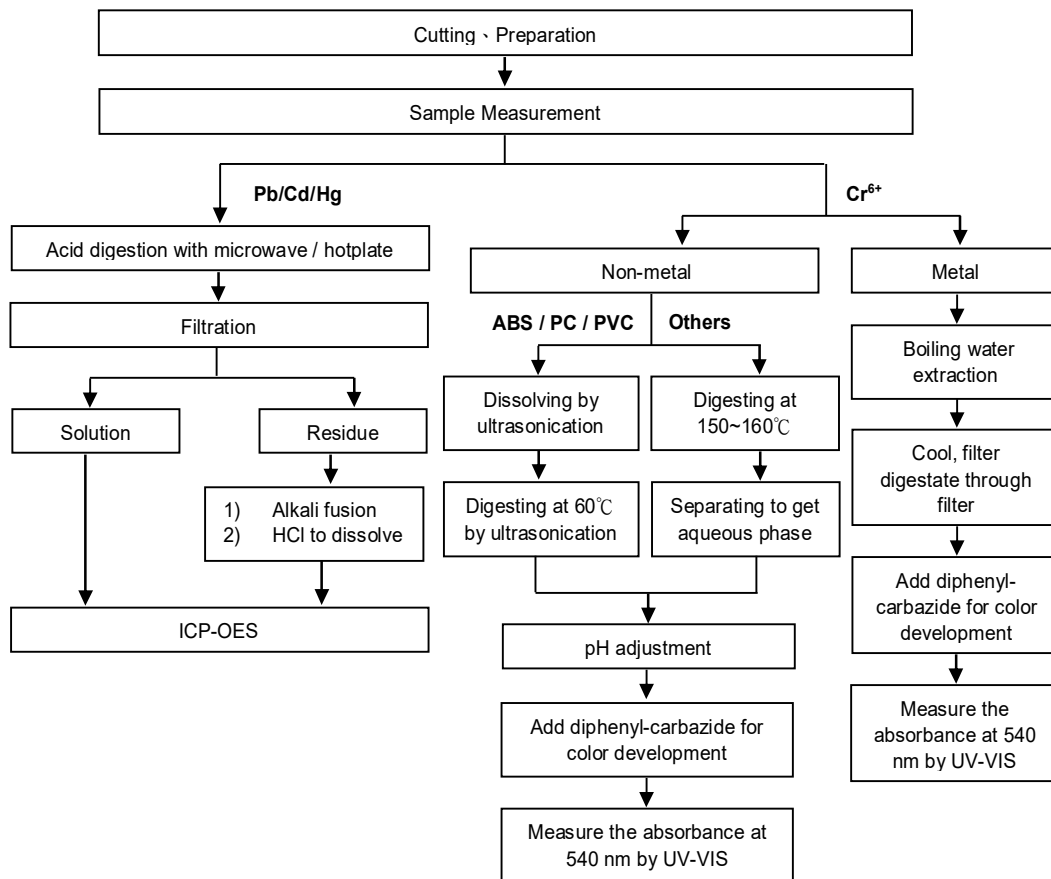 Cutting、Preparation
Sample Measurement
Pb/Cd/Hg
Cr⁶⁺
Acid digestion with microwave / hotplate
Filtration
Solution
Residue
1) Alkali fusion
2) HCl to dissolve
ICP-OES
Non-metal
ABS / PC / PVC
Others
Dissolving by
ultrasonication
Digesting at 60℃
by ultrasonication
Digesting at
150~160℃
Separating to get
aqueous phase
pH adjustment
Add diphenyl-carbazide for
color development
Measure the absorbance at
540 nm by UV-VIS
Metal
Boiling water
extraction
Cool, filter
digestate through
filter
Add diphenyl-
carbazide for color
development
Measure the
absorbance at 540
nm by UV-VIS